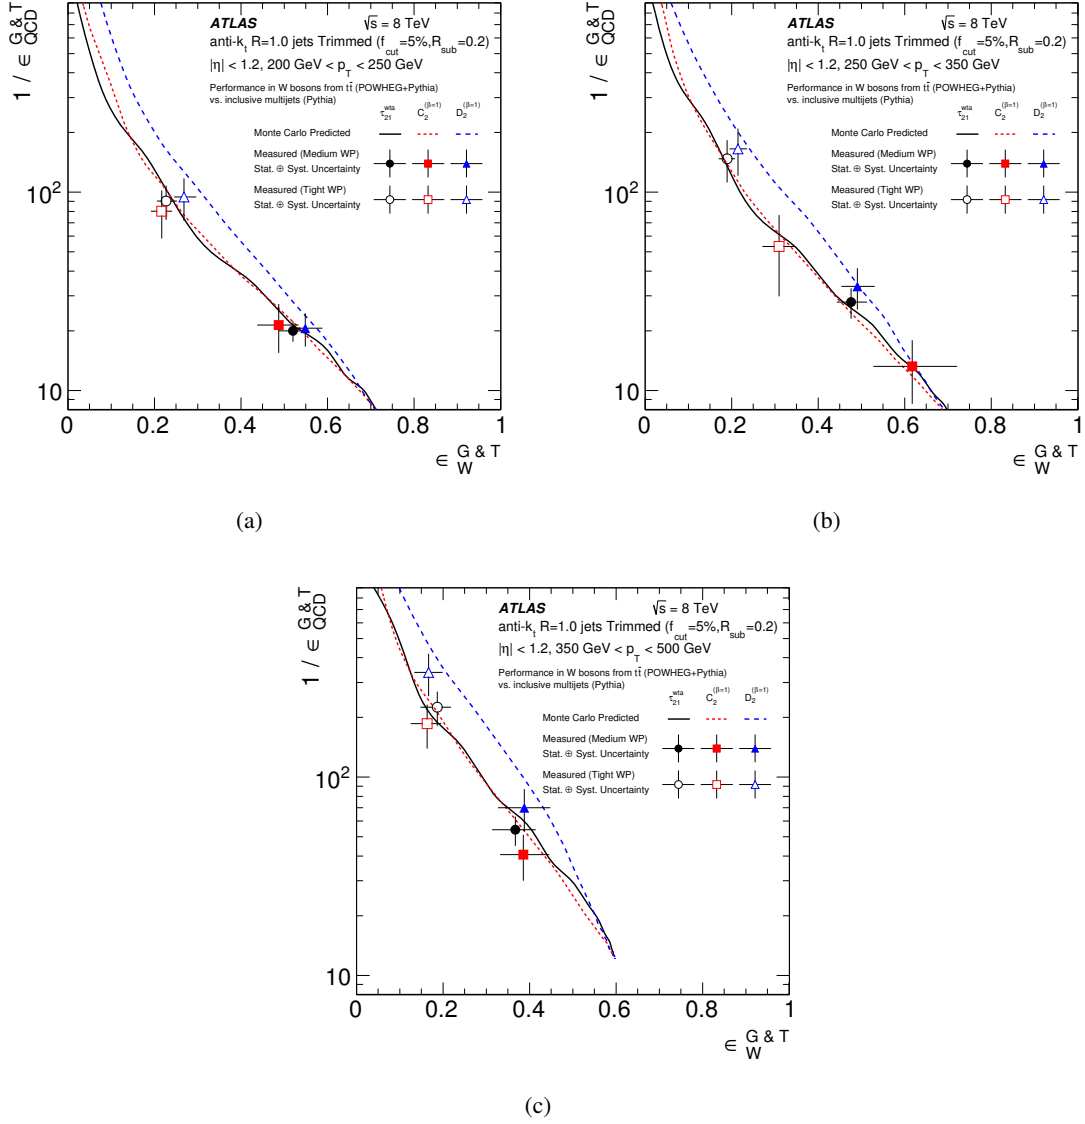 1 / ∈ G & T QCD
ATLAS √s = 8 TeV
anti-kt R=1.0 jets Trimmed (fcut=5%,Rsub=0.2)
|η| < 1.2, 200 GeV < pT < 250 GeV
Performance in W bosons from tt̄ (POWHEG+Pythia)
vs. inclusive multijets (Pythia)
τ21^wta C2^(β=1) D2^(β=1)
Monte Carlo Predicted
Measured (Medium WP)
Stat. ⊕ Syst. Uncertainty
Measured (Tight WP)
Stat. ⊕ Syst. Uncertainty
10²
10
0 0.2 0.4 0.6 0.8 1
∈ G & T W
(a)
1 / ∈ G & T QCD
ATLAS √s = 8 TeV
anti-kt R=1.0 jets Trimmed (fcut=5%,Rsub=0.2)
|η| < 1.2, 250 GeV < pT < 350 GeV
Performance in W bosons from tt̄ (POWHEG+Pythia)
vs. inclusive multijets (Pythia)
τ21^wta C2^(β=1) D2^(β=1)
Monte Carlo Predicted
Measured (Medium WP)
Stat. ⊕ Syst. Uncertainty
Measured (Tight WP)
Stat. ⊕ Syst. Uncertainty
10²
10
0 0.2 0.4 0.6 0.8 1
∈ G & T W
(b)
1 / ∈ G & T QCD
ATLAS √s = 8 TeV
anti-kt R=1.0 jets Trimmed (fcut=5%,Rsub=0.2)
|η| < 1.2, 350 GeV < pT < 500 GeV
Performance in W bosons from tt̄ (POWHEG+Pythia)
vs. inclusive multijets (Pythia)
τ21^wta C2^(β=1) D2^(β=1)
Monte Carlo Predicted
Measured (Medium WP)
Stat. ⊕ Syst. Uncertainty
Measured (Tight WP)
Stat. ⊕ Syst. Uncertainty
10²
10
0 0.2 0.4 0.6 0.8 1
∈ G & T W
(c)